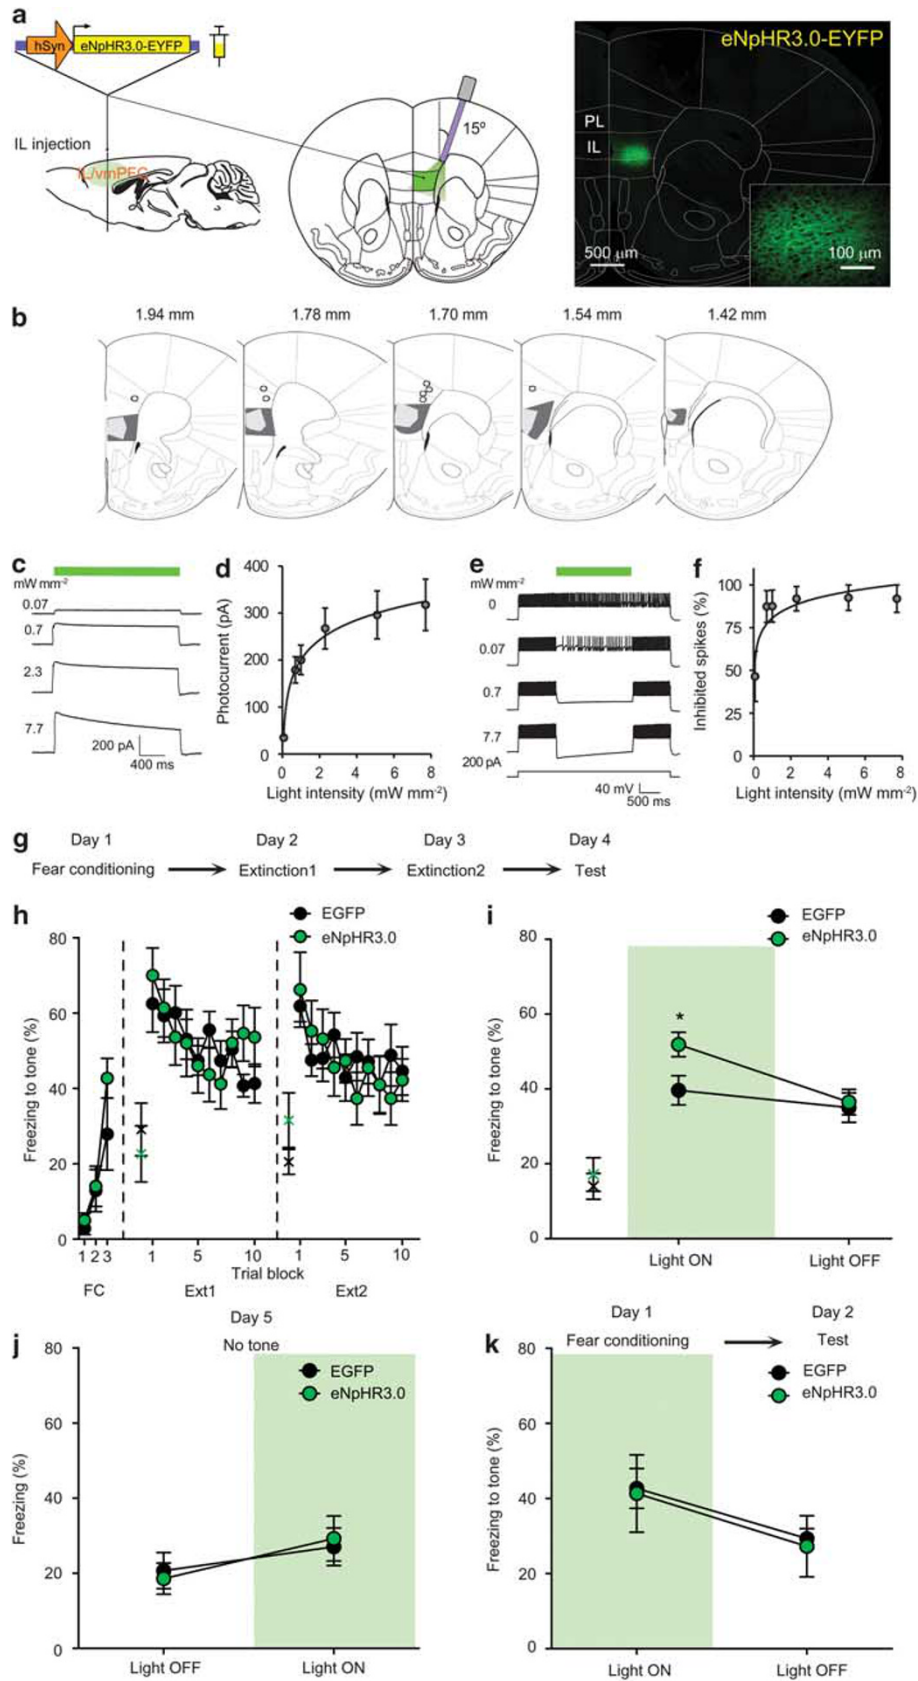 a
hSyn eNpHR3.0-EYFP
IL injection
IL/vmPFC
15º
eNpHR3.0-EYFP
PL
IL
500 µm
100 µm
b
1.94 mm 1.78 mm 1.70 mm 1.54 mm 1.42 mm
c
mW mm-2
0.07
0.7
2.3
7.7
200 pA
400 ms
d
Photocurrent (pA)
400
300
200
100
0
0 2 4 6 8
Light intensity (mW mm-2)
e
mW mm-2
0
0.07
0.7
7.7
200 pA
40 mV
500 ms
f
Inhibited spikes (%)
100
75
50
25
0
0 2 4 6 8
Light intensity (mW mm-2)
g
Day 1 Day 2 Day 3 Day 4
Fear conditioning Extinction1 Extinction2 Test
h
EGFP
eNpHR3.0
Freezing to tone (%)
80
60
40
20
0
1 2 3 1 5 10 1 5 10
Trial block
FC Ext1 Ext2
i
EGFP
eNpHR3.0
Freezing to tone (%)
80
60
40
20
0
*
Light ON Light OFF
j
Day 5
No tone
EGFP
eNpHR3.0
Freezing (%)
80
60
40
20
0
Light OFF Light ON
k
Day 1 Day 2
Fear conditioning Test
EGFP
eNpHR3.0
Freezing to tone (%)
80
60
40
20
0
Light ON Light OFF